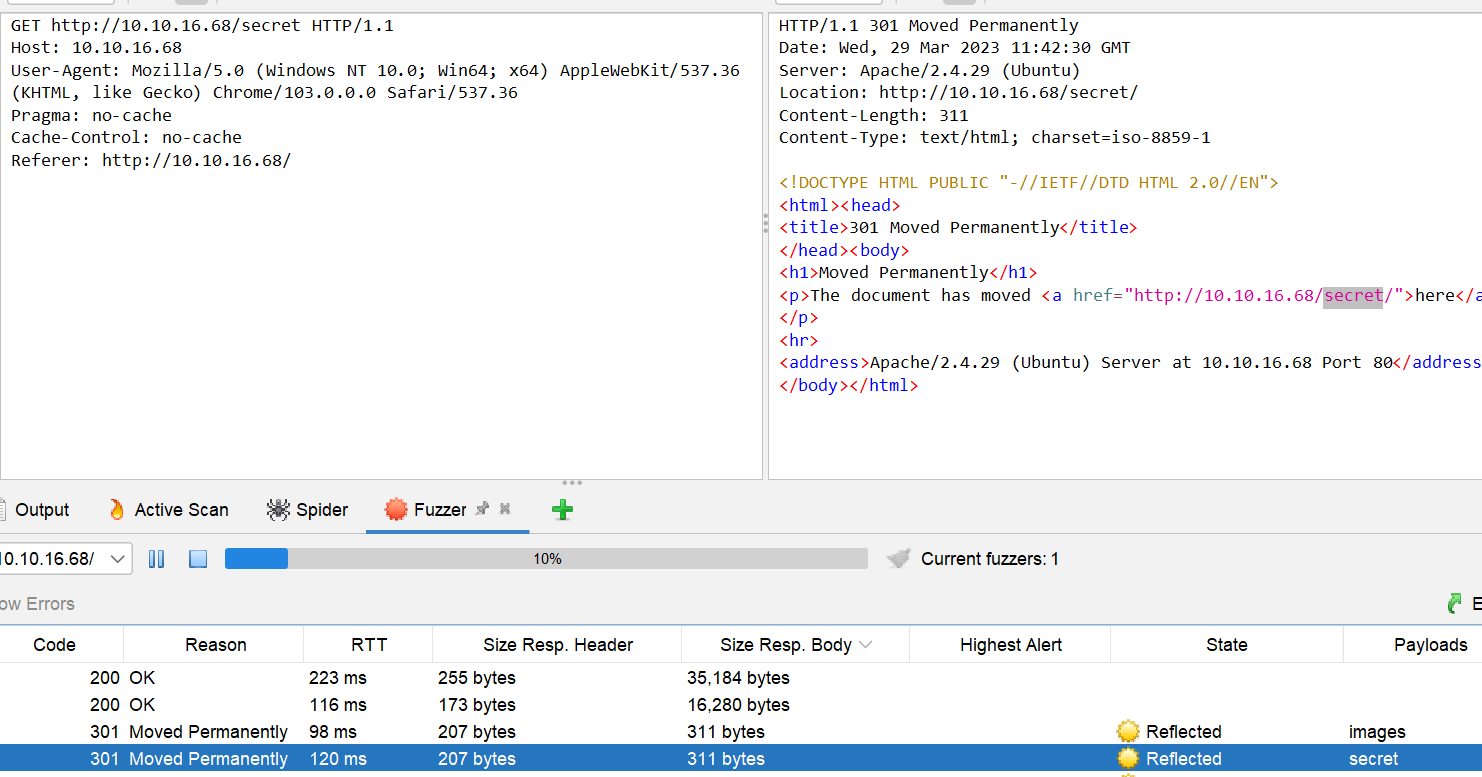 GET http://10.10.16.68/secret HTTP/1.1
Host: 10.10.16.68
User-Agent: Mozilla/5.0 (Windows NT 10.0; Win64; x64) AppleWebKit/537.36
(KHTML, like Gecko) Chrome/103.0.0.0 Safari/537.36
Pragma: no-cache
Cache-Control: no-cache
Referer: http://10.10.16.68/
HTTP/1.1 301 Moved Permanently
Date: Wed, 29 Mar 2023 11:42:30 GMT
Server: Apache/2.4.29 (Ubuntu)
Location: http://10.10.16.68/secret/
Content-Length: 311
Content-Type: text/html; charset=iso-8859-1
<!DOCTYPE HTML PUBLIC "-//IETF//DTD HTML 2.0//EN">
<html><head>
<title>301 Moved Permanently</title>
</head><body>
<h1>Moved Permanently</h1>
<p>The document has moved <a href="http://10.10.16.68/secret/">here</a
</p>
<hr>
<address>Apache/2.4.29 (Ubuntu) Server at 10.10.16.68 Port 80</address
</body></html>
Output Active Scan Spider Fuzzer
10.10.16.68/ 10% Current fuzzers: 1
ow Errors E
Code Reason RTT Size Resp. Header Size Resp. Body Highest Alert State Payloads
200 OK 223 ms 255 bytes 35,184 bytes
200 OK 116 ms 173 bytes 16,280 bytes
301 Moved Permanently 98 ms 207 bytes 311 bytes Reflected images
301 Moved Permanently 120 ms 207 bytes 311 bytes Reflected secret